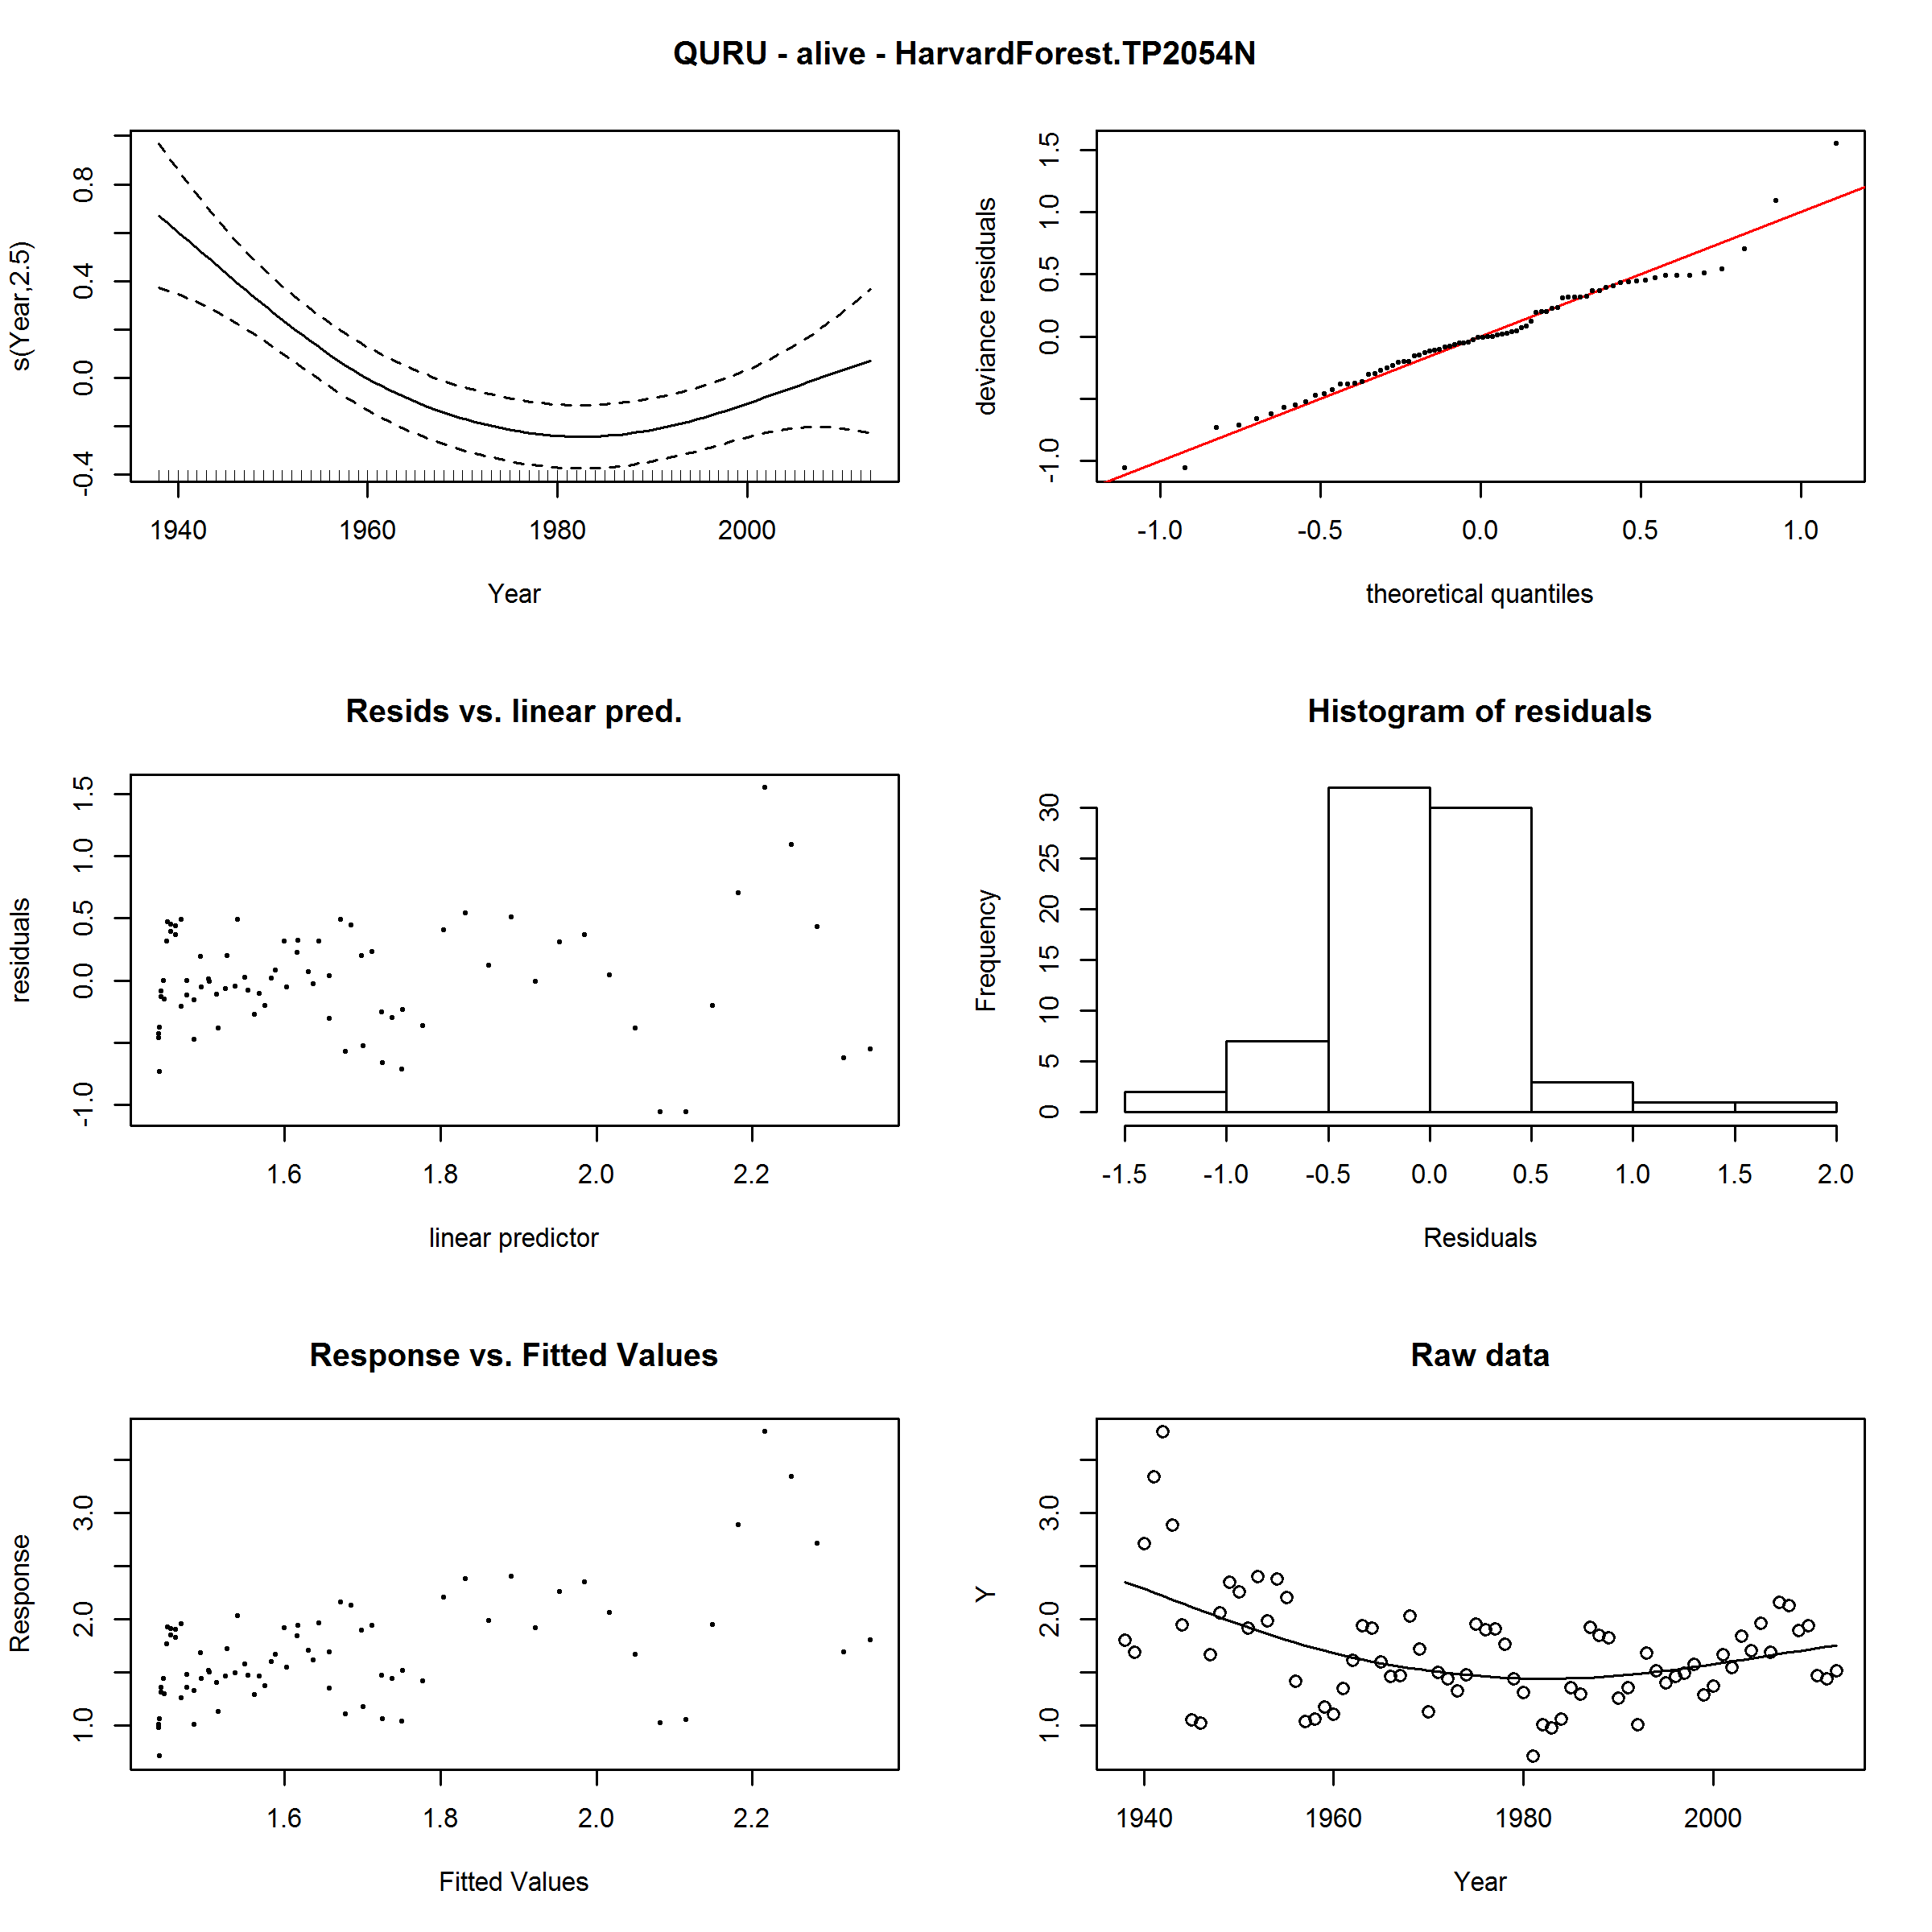 QURU - alive - HarvardForest.TP2054N
s(Year,2.5)
-0.4 0.0 0.4 0.8
1940 1960 1980 2000
Year
deviance residuals
-1.0 0.0 0.5 1.0 1.5
-1.0 -0.5 0.0 0.5 1.0
theoretical quantiles
Resids vs. linear pred.
residuals
-1.0 0.0 0.5 1.0 1.5
1.6 1.8 2.0 2.2
linear predictor
Histogram of residuals
Frequency
0 5 10 15 20 25 30
-1.5 -1.0 -0.5 0.0 0.5 1.0 1.5 2.0
Residuals
Response vs. Fitted Values
Response
1.0 2.0 3.0
1.6 1.8 2.0 2.2
Fitted Values
Raw data
Y
1.0 2.0 3.0
1940 1960 1980 2000
Year